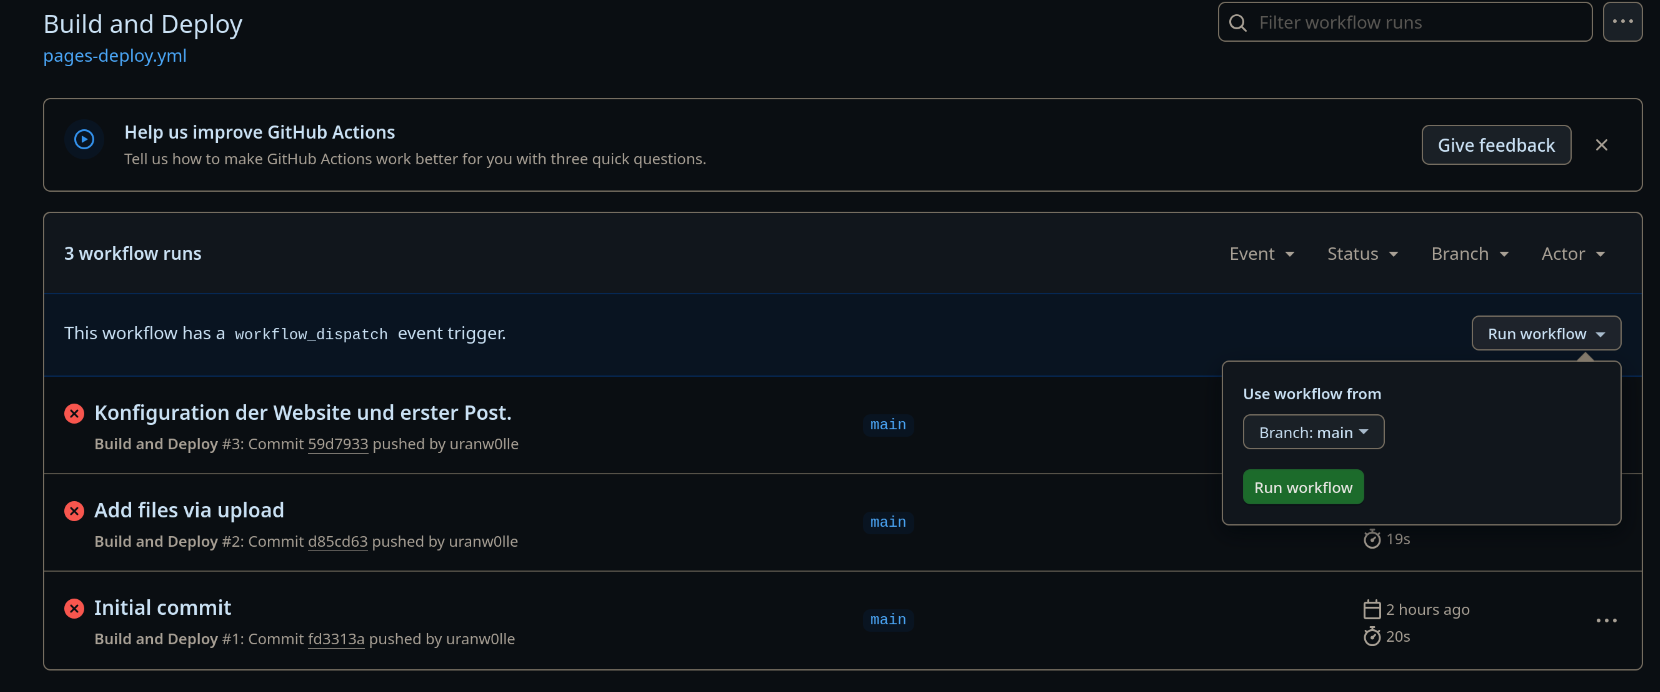 Build and Deploy
Filter workflow runs
pages-deploy.yml
Help us improve GitHub Actions
Tell us how to make GitHub Actions work better for you with three quick questions.
Give feedback
3 workflow runs
Event
Status
Branch
Actor
This workflow has a workflow_dispatch event trigger.
Run workflow
Use workflow from
Branch: main
Run workflow
Konfiguration der Website und erster Post.
Build and Deploy #3: Commit 59d7933 pushed by uranw0lle
main
Add files via upload
Build and Deploy #2: Commit d85cd63 pushed by uranw0lle
main
19s
Initial commit
Build and Deploy #1: Commit fd3313a pushed by uranw0lle
main
2 hours ago
20s